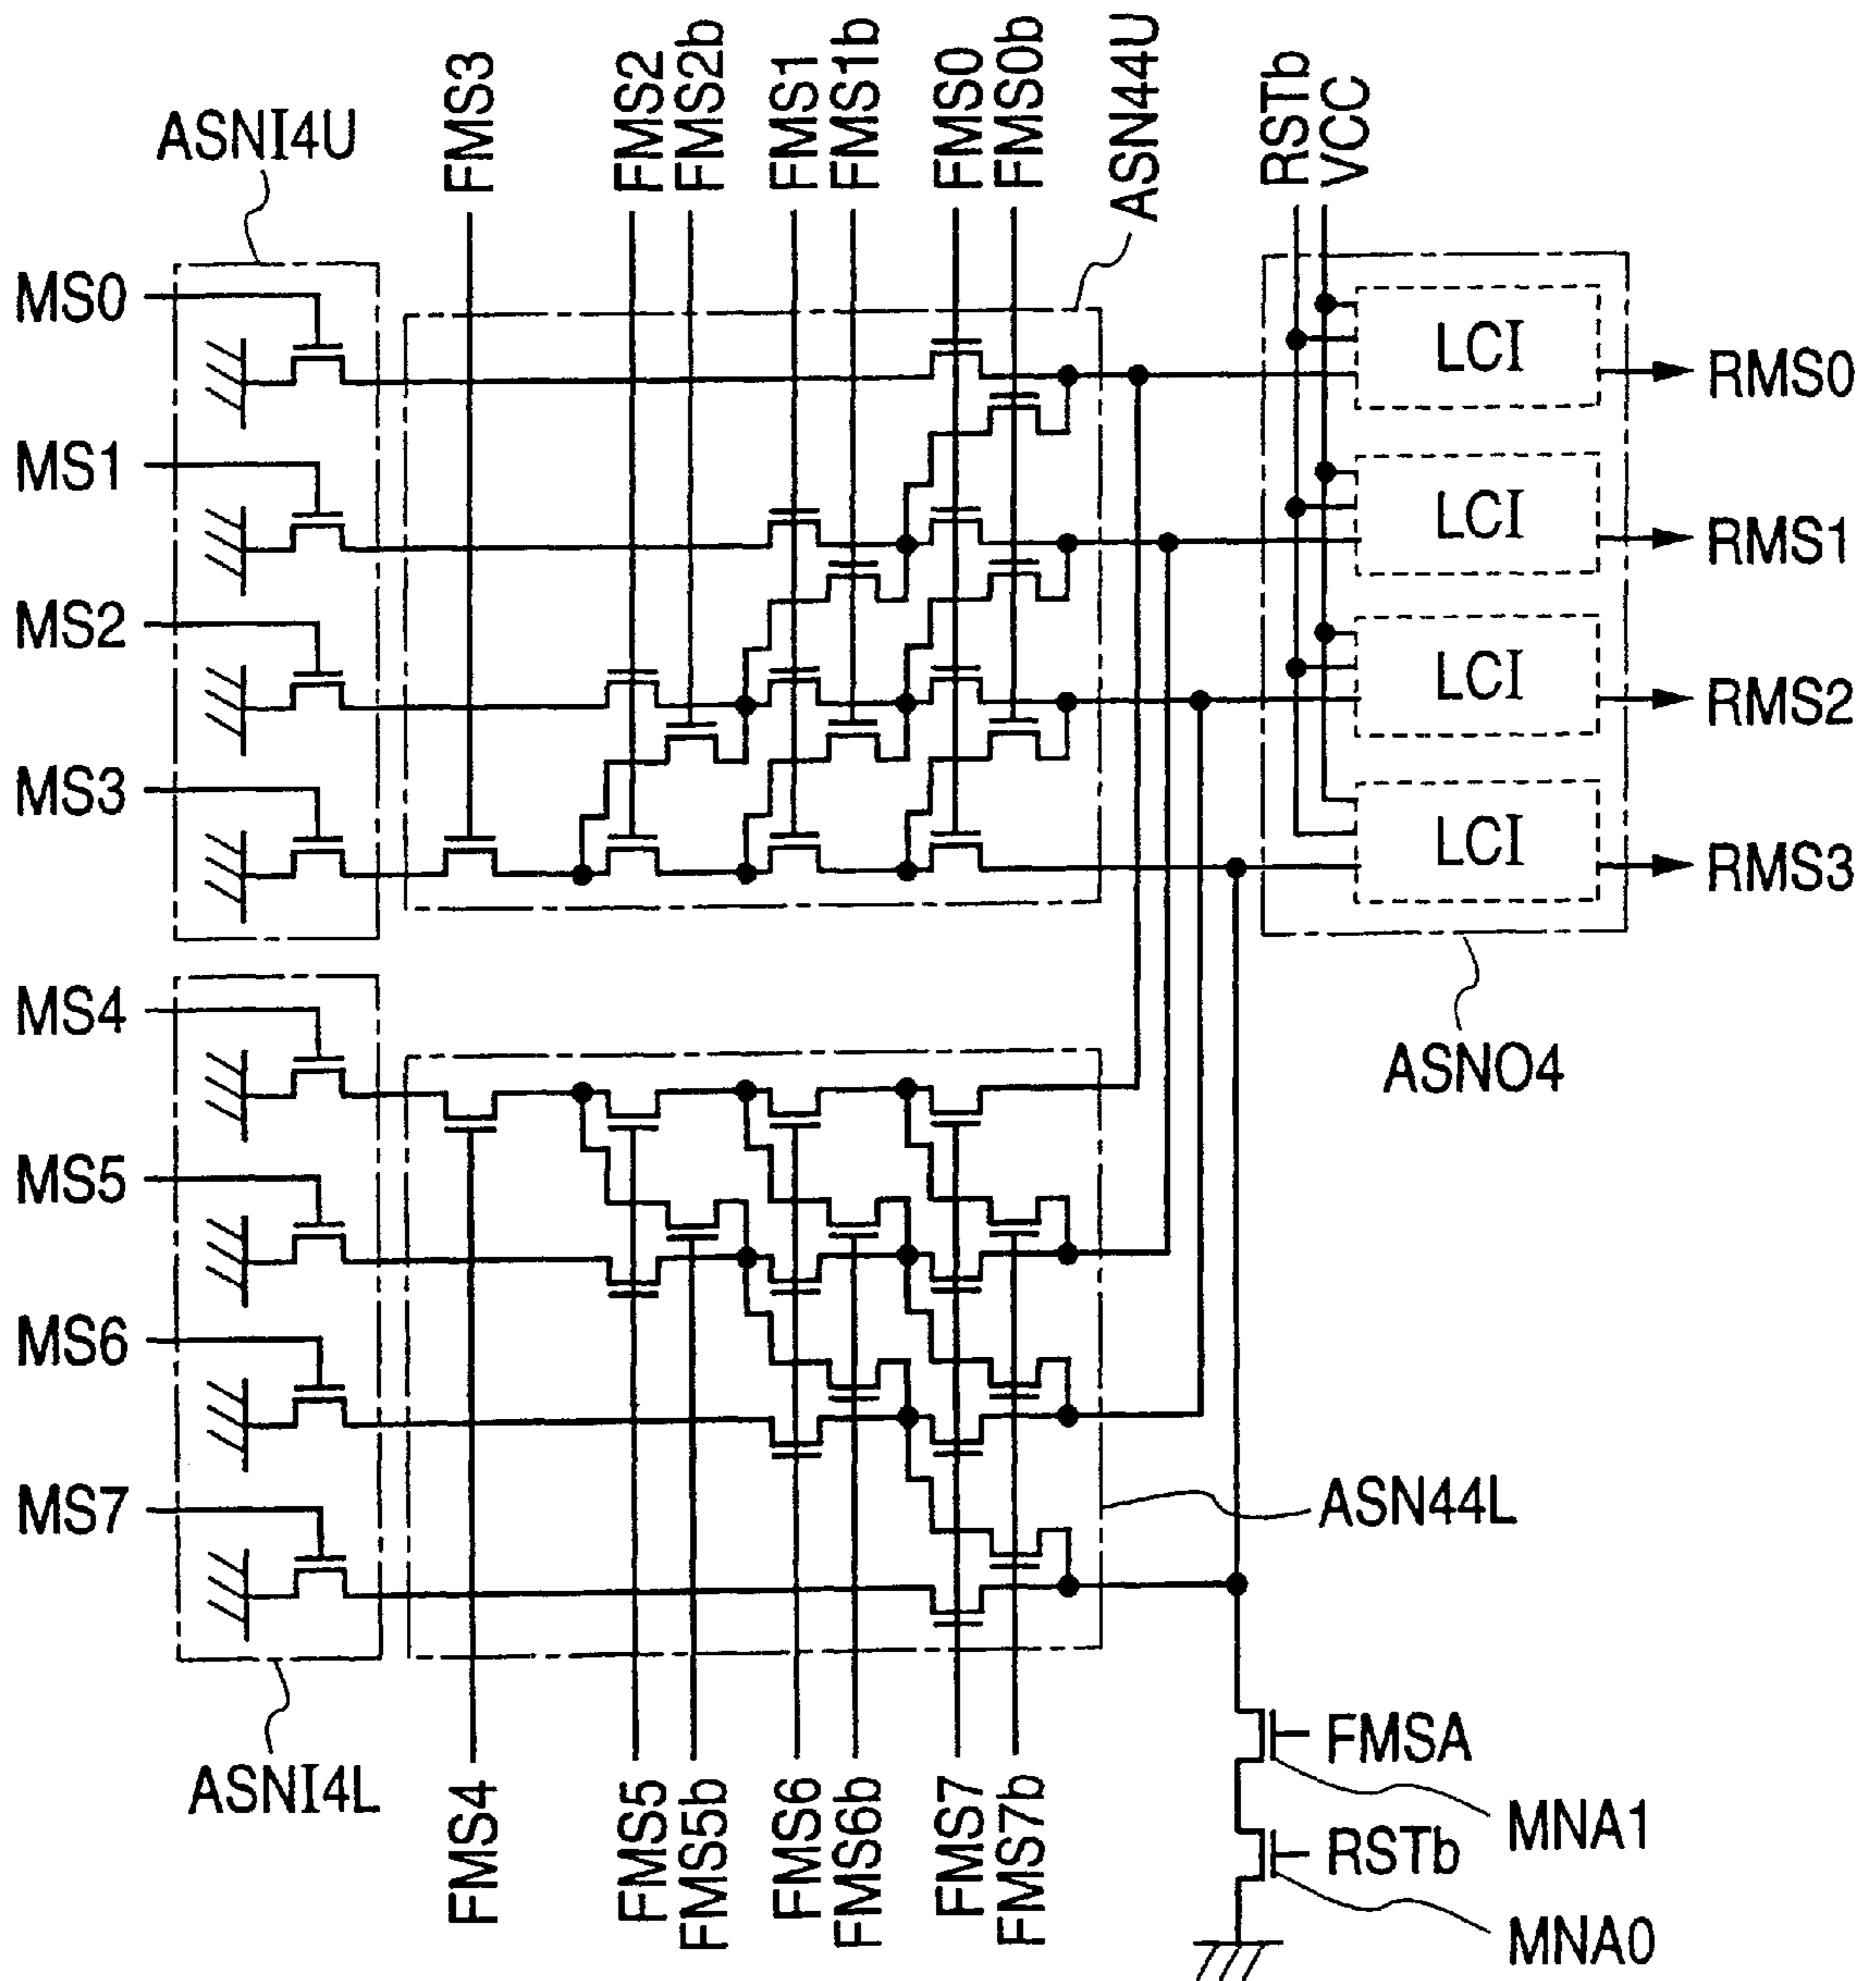 FMS3
FMS2
FMS2b
FMS1
FMS1b
FMS0
FMS0b
ASN44U
RSTb
VCC
ASNI4U
MS0
LCI
RMS0
MS1
LCI
RMS1
MS2
LCI
RMS2
MS3
LCI
RMS3
MS4
ASNO4
MS5
MS6
MS7
ASN44L
ASNI4L
FMS4
FMS5
FMS5b
FMS6
FMS6b
FMS7
FMS7b
FMSA
MNA1
RSTb
MNA0